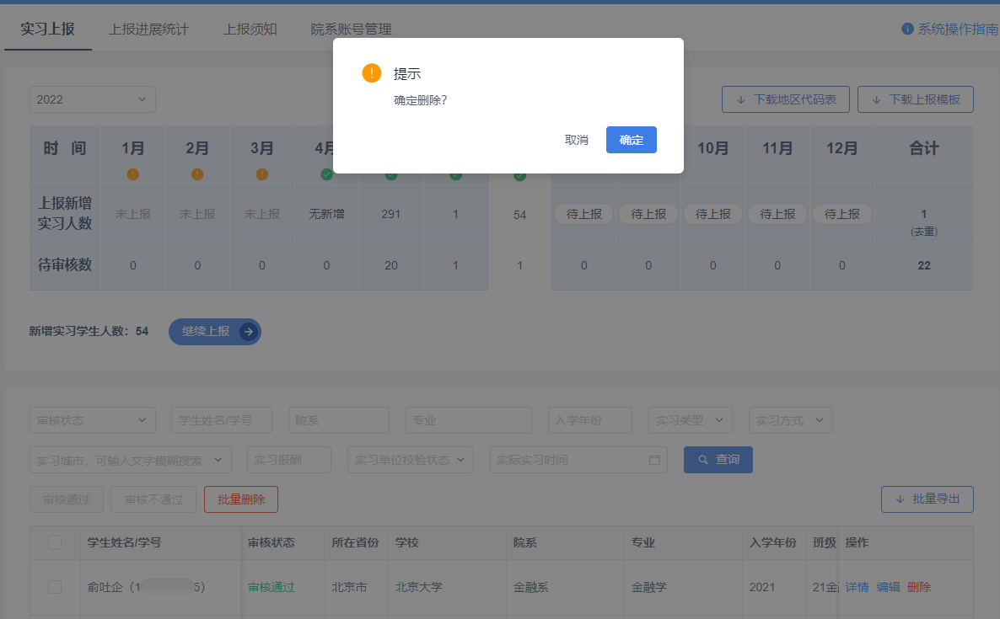 实习上报 上报进展统计 上报须知 院系账号管理 系统操作指南
提示
确定删除?
取消 确定
2022 下载地区代码表 下载上报模板
时 间 1月 2月 3月 4月 10月 11月 12月 合计
上报新增实习人数 未上报 未上报 未上报 无新增 291 1 54 待上报 待上报 待上报 待上报 待上报 1 (去重)
待审核数 0 0 0 0 20 1 1 0 0 0 0 0 22
新增实习学生人数：54 继续上报
审核状态 学生姓名/学号 院系 专业 入学年份 实习类型 实习方式
实习城市，可输入文字模糊搜索 实习报酬 实习单位校验状态 实际实习时间 查询
审核通过 审核不通过 批量删除 批量导出
学生姓名/学号 审核状态 所在省份 学校 院系 专业 入学年份 班级 操作
俞吐企（1 5） 审核通过 北京市 北京大学 金融系 金融学 2021 21金 详情 编辑 删除